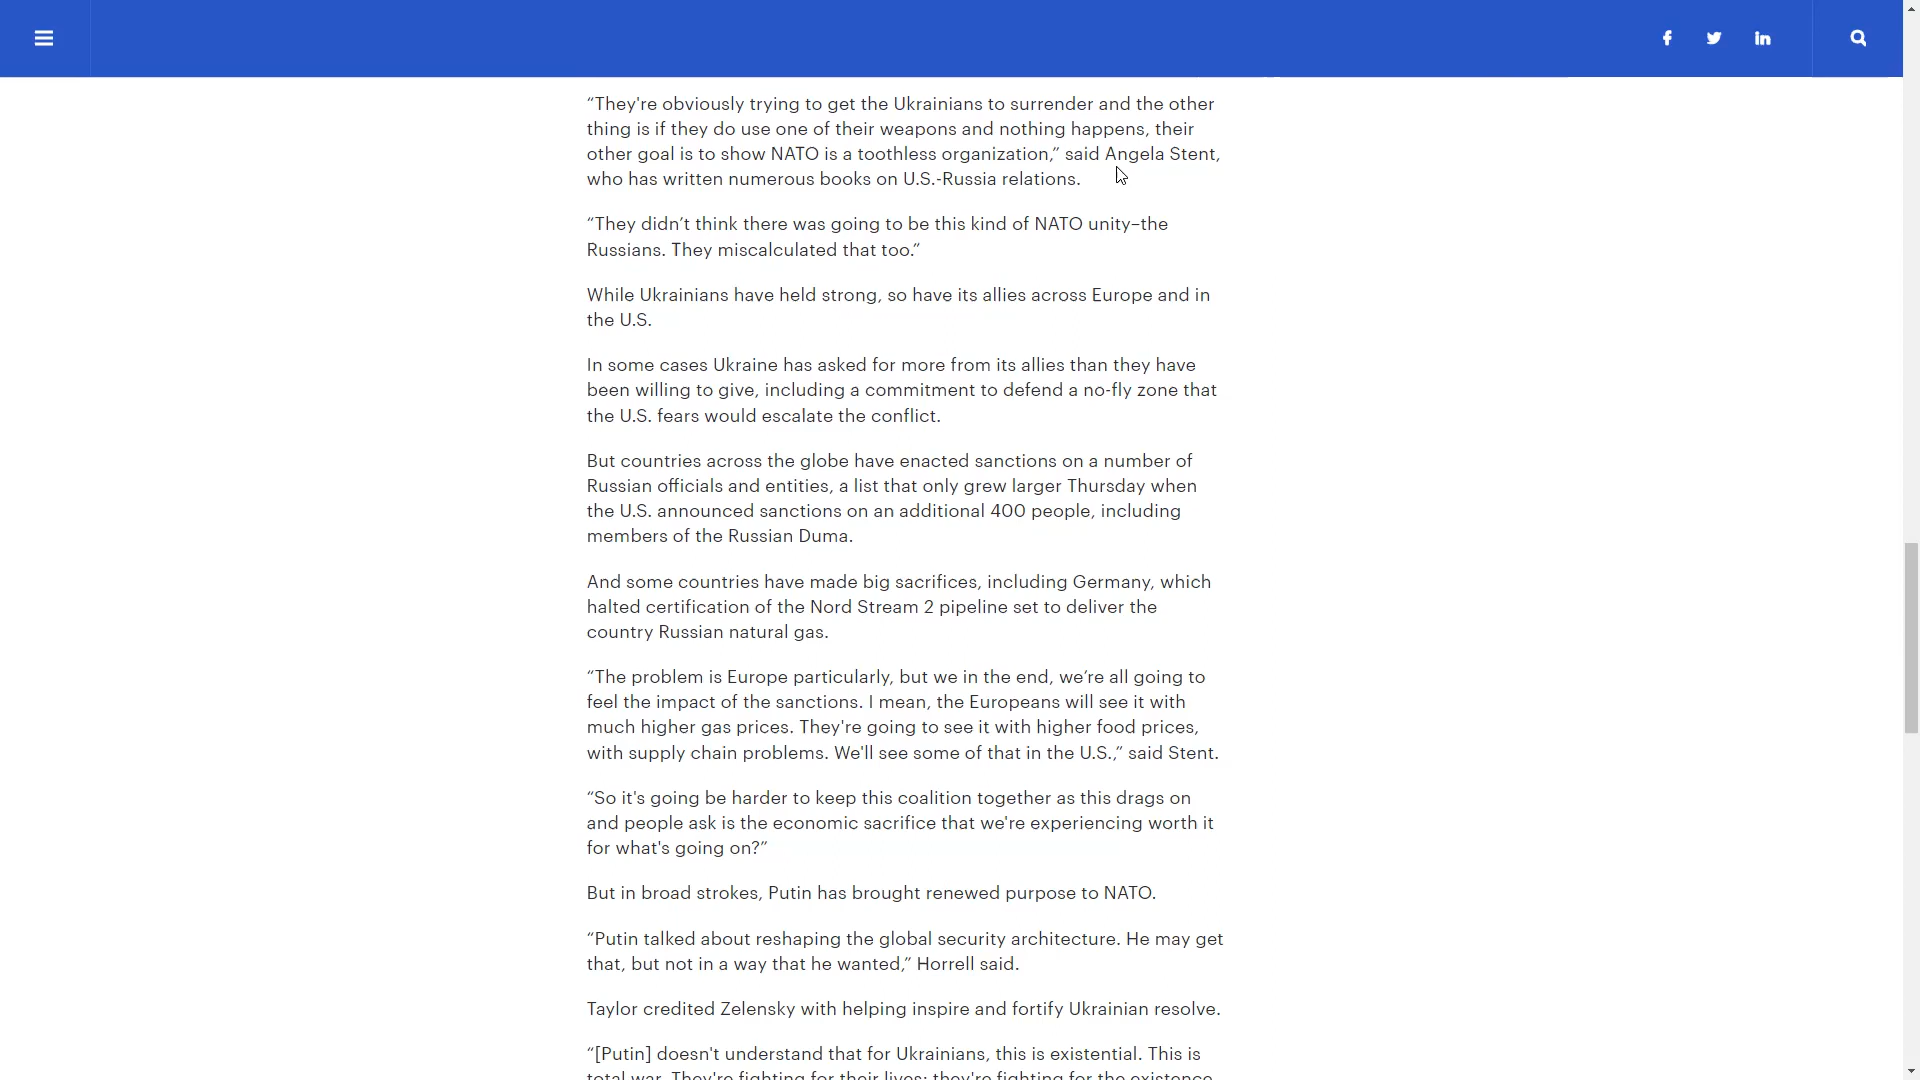 “They're obviously trying to get the Ukrainians to surrender and the other
thing is if they do use one of their weapons and nothing happens, their
other goal is to show NATO is a toothless organization,” said Angela Stent,
who has written numerous books on U.S.-Russia relations.
“They didn’t think there was going to be this kind of NATO unity–the
Russians. They miscalculated that too.”
While Ukrainians have held strong, so have its allies across Europe and in
the U.S.
In some cases Ukraine has asked for more from its allies than they have
been willing to give, including a commitment to defend a no-fly zone that
the U.S. fears would escalate the conflict.
But countries across the globe have enacted sanctions on a number of
Russian officials and entities, a list that only grew larger Thursday when
the U.S. announced sanctions on an additional 400 people, including
members of the Russian Duma.
And some countries have made big sacrifices, including Germany, which
halted certification of the Nord Stream 2 pipeline set to deliver the
country Russian natural gas.
“The problem is Europe particularly, but we in the end, we’re all going to
feel the impact of the sanctions. I mean, the Europeans will see it with
much higher gas prices. They're going to see it with higher food prices,
with supply chain problems. We'll see some of that in the U.S.,” said Stent.
“So it's going be harder to keep this coalition together as this drags on
and people ask is the economic sacrifice that we're experiencing worth it
for what's going on?”
But in broad strokes, Putin has brought renewed purpose to NATO.
“Putin talked about reshaping the global security architecture. He may get
that, but not in a way that he wanted,” Horrell said.
Taylor credited Zelensky with helping inspire and fortify Ukrainian resolve.
“[Putin] doesn't understand that for Ukrainians, this is existential. This is
total war. They're fighting for their lives; they're fighting for the existence